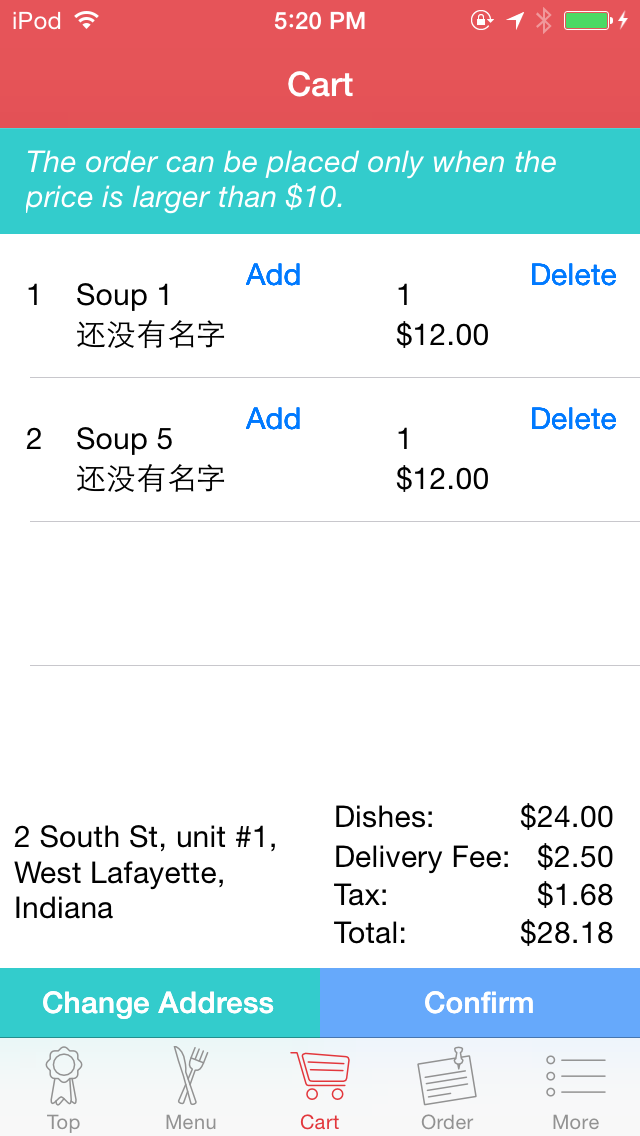 iPod 5:20 PM
Cart
The order can be placed only when the
price is larger than $10.
1 Soup 1 Add 1 Delete
还没有名字 $12.00
2 Soup 5 Add 1 Delete
还没有名字 $12.00
2 South St, unit #1,
West Lafayette,
Indiana
Dishes: $24.00
Delivery Fee: $2.50
Tax: $1.68
Total: $28.18
Change Address Confirm
Top Menu Cart Order More